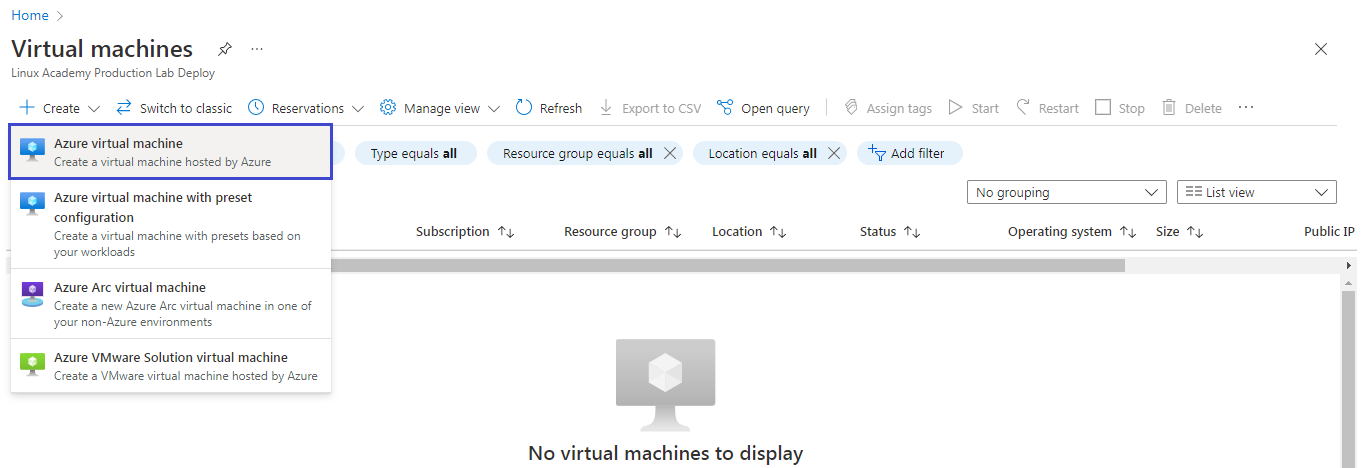 Home
Virtual machines
...
Linux Academy Production Lab Deploy
Create Switch to classic Reservations Manage view Refresh Export to CSV Open query Assign tags Start Restart Stop Delete ...
Azure virtual machine
Create a virtual machine hosted by Azure
Type equals all Resource group equals all Location equals all Add filter
Azure virtual machine with preset
configuration
Create a virtual machine with presets based on
your workloads
No grouping List view
Subscription Resource group Location Status Operating system Size Public IP
Azure Arc virtual machine
Create a new Azure Arc virtual machine in one of
your non-Azure environments
Azure VMware Solution virtual machine
Create a VMware virtual machine hosted by Azure
No virtual machines to display